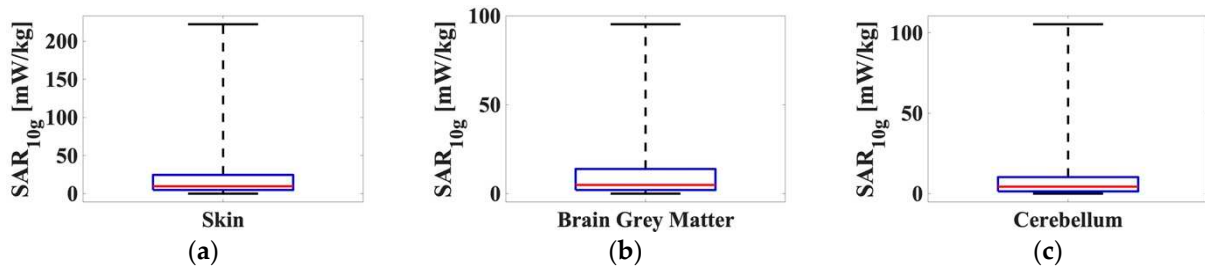 SAR10g [mW/kg]
200
150
100
50
0
Skin
(a)
SAR10g [mW/kg]
100
50
0
Brain Grey Matter
(b)
SAR10g [mW/kg]
100
50
0
Cerebellum
(c)